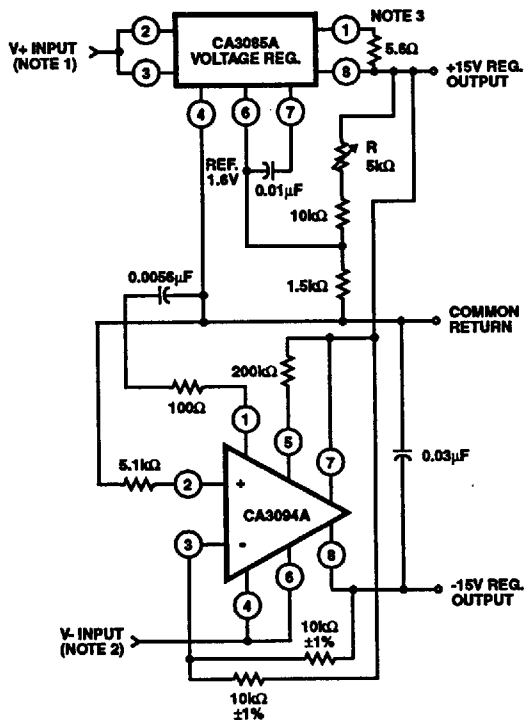 V+ INPUT
(NOTE 1)
2
3
CA3085A
VOLTAGE REG.
1
8
NOTE 3
5.6Ω
+15V REG.
OUTPUT
4
6
7
REF.
1.6V
0.01µF
R
5kΩ
10kΩ
1.5kΩ
0.0056µF
COMMON
RETURN
200kΩ
100Ω
1
5
7
0.03µF
5.1kΩ
2
+
CA3094A
3
-
8
6
4
-15V REG.
OUTPUT
V- INPUT
(NOTE 2)
10kΩ
±1%
10kΩ
±1%